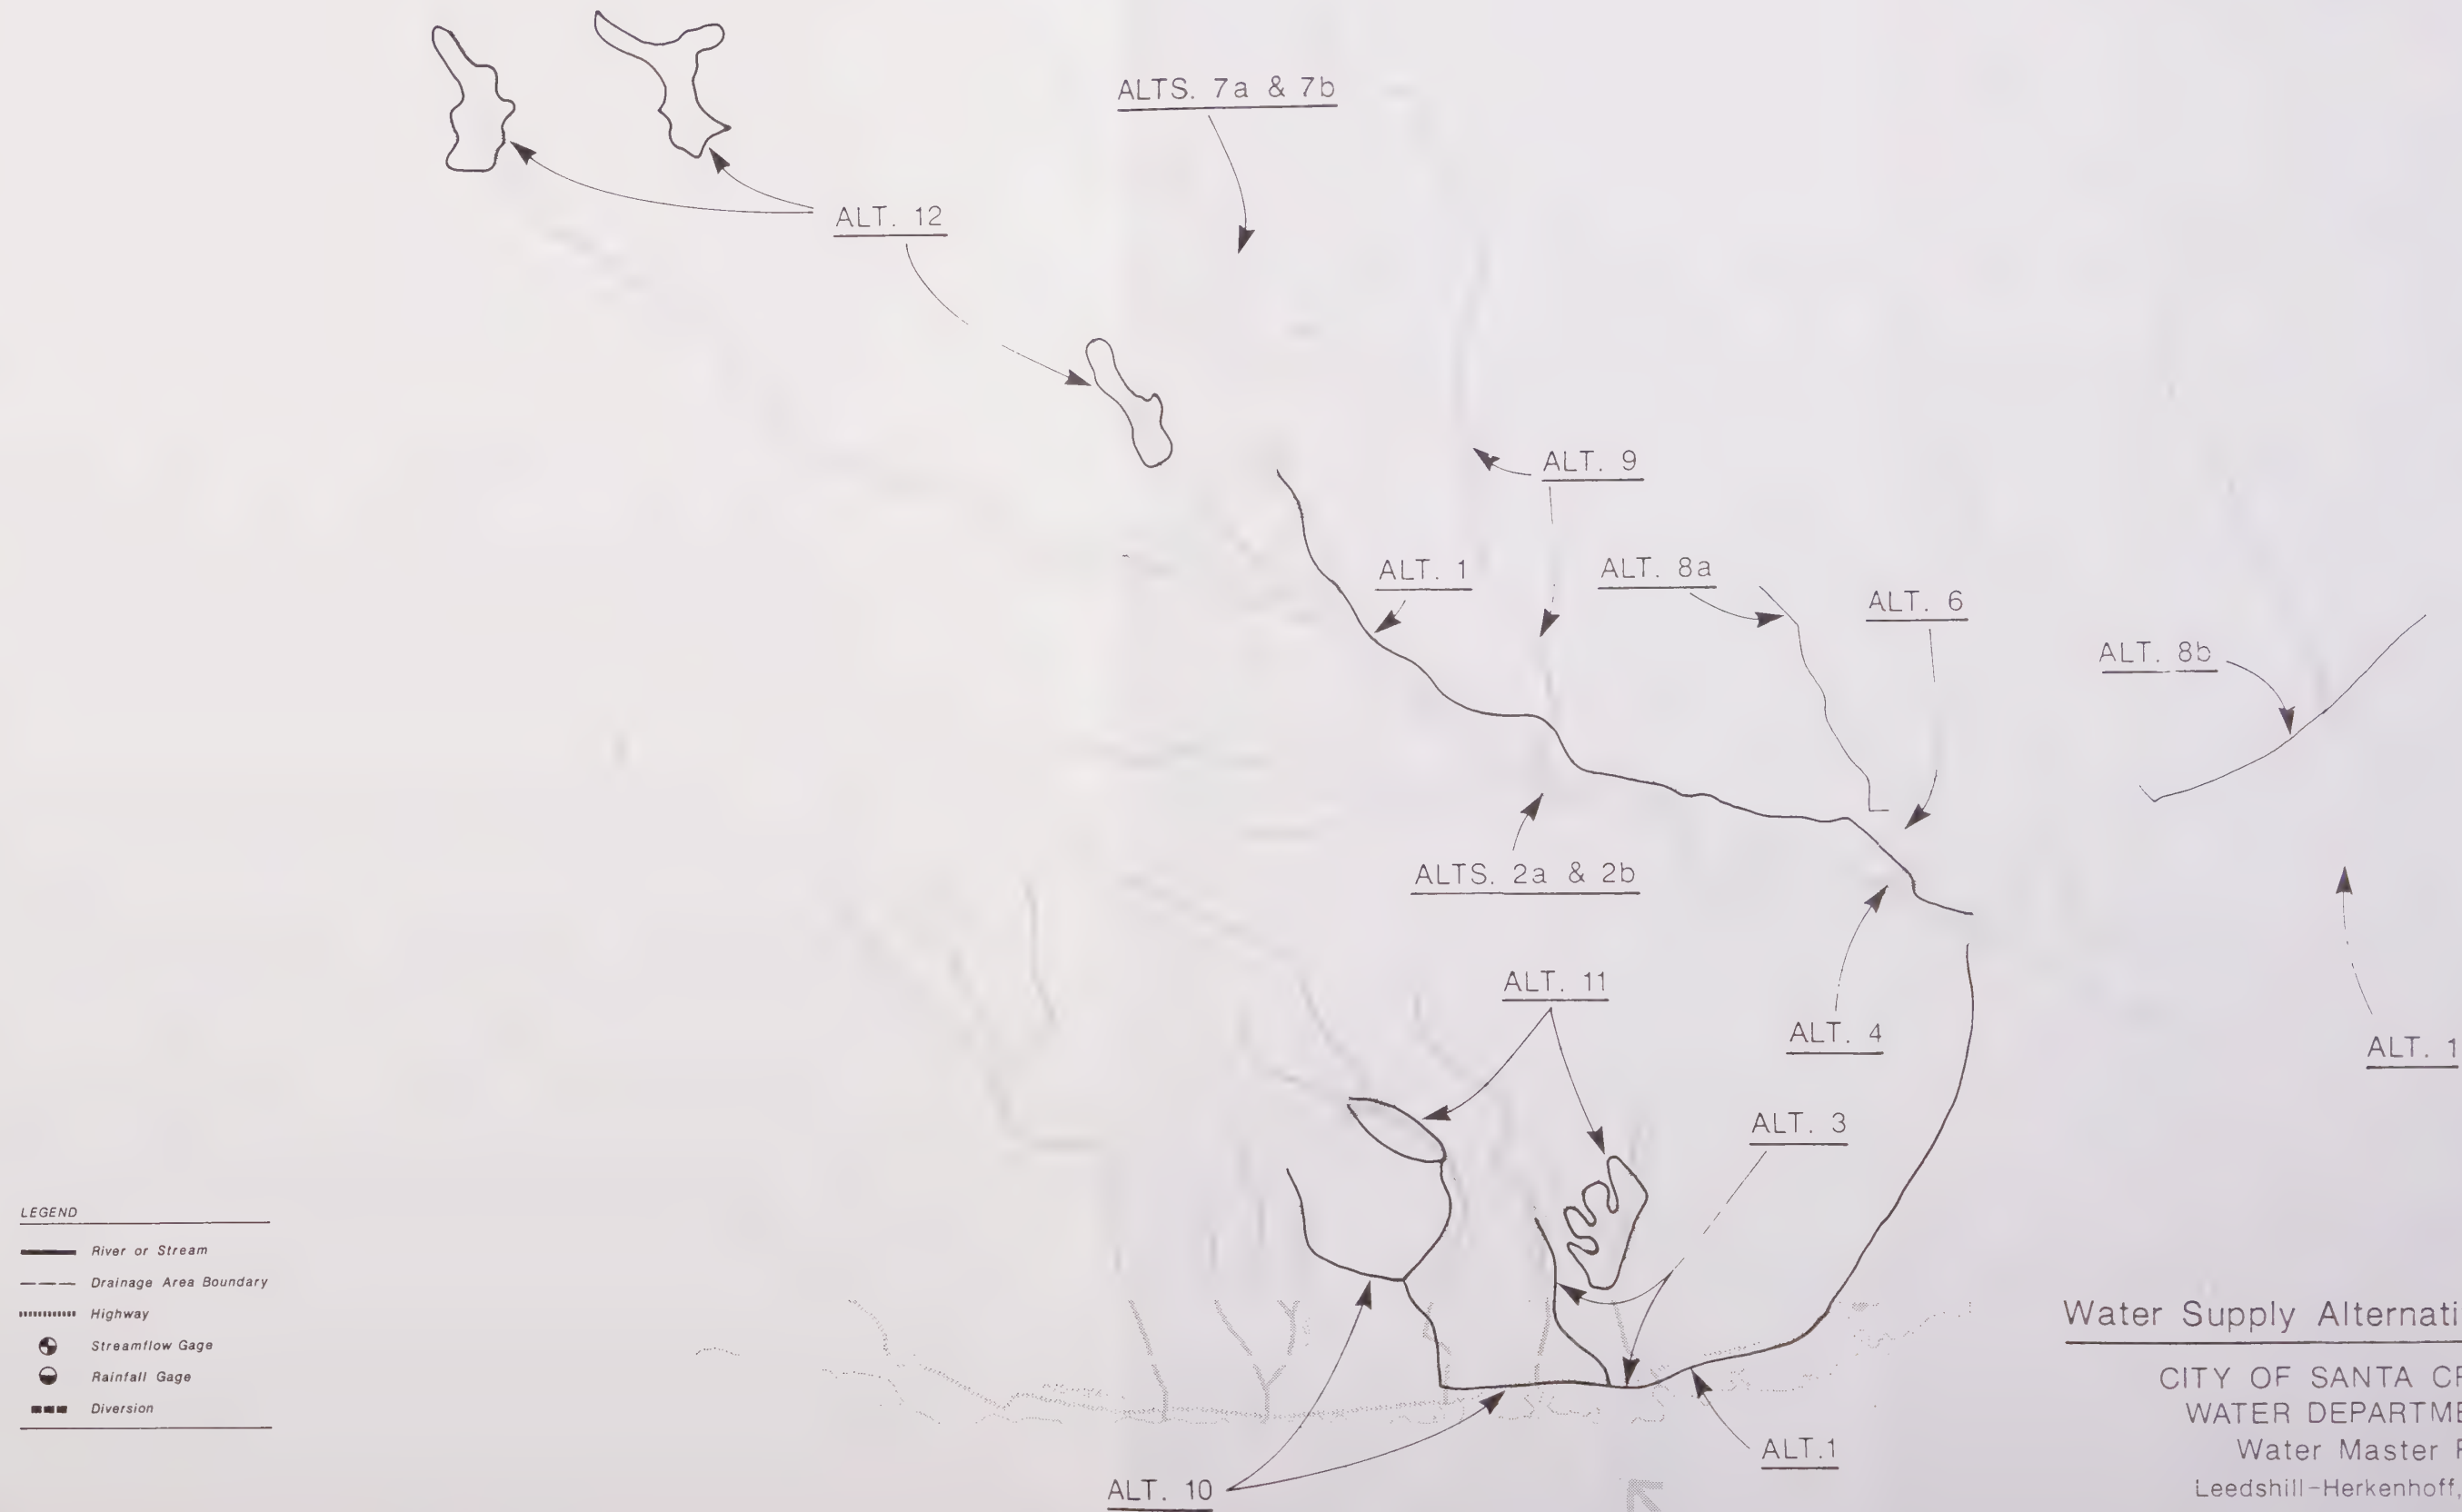 ALTS. 7a & 7b
ALT. 12
ALT. 9
ALT. 1
ALT. 8a
ALT. 6
ALT. 8b
ALTS. 2a & 2b
ALT. 11
ALT. 4
ALT. 1
ALT. 3
LEGEND
River or Stream
Drainage Area Boundary
Highway
Streamflow Gage
Rainfall Gage
Diversion
ALT.1
ALT. 10
Water Supply Alternati
CITY OF SANTA CR
WATER DEPARTME
Water Master
Leedshill-Herkenhoff,